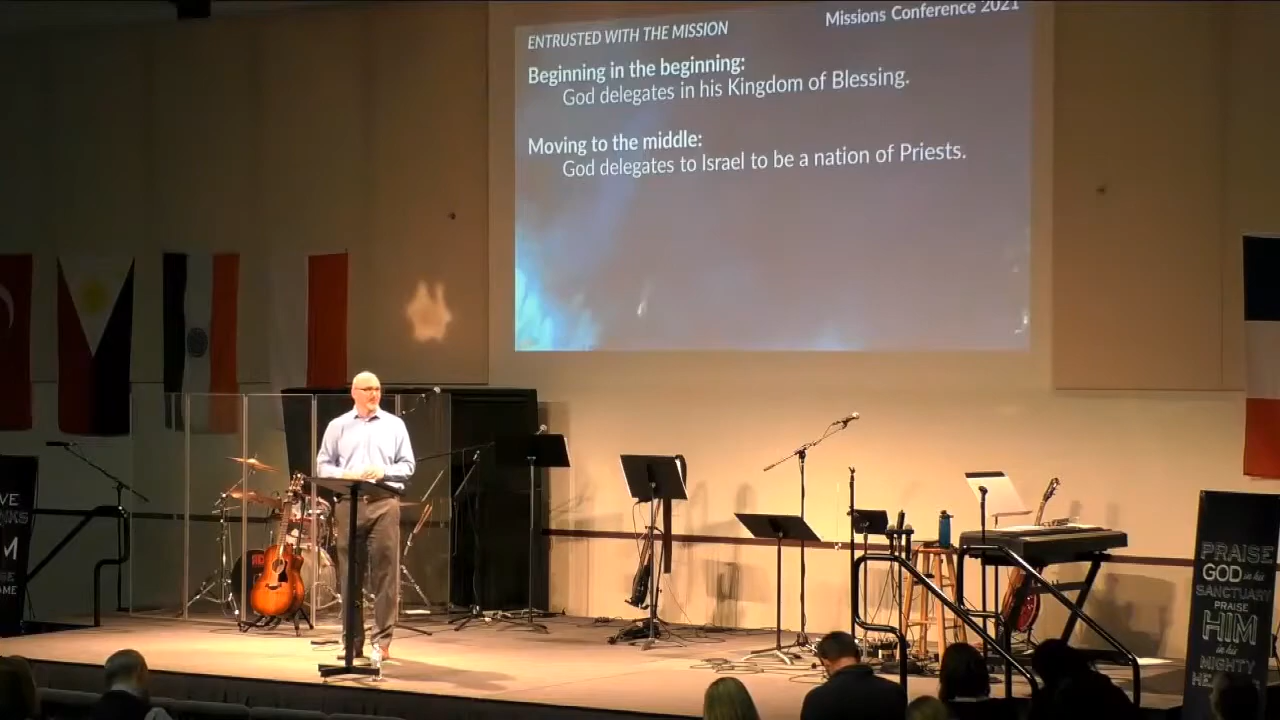 Missions Conference 2021
ENTRUSTED WITH THE MISSION
Beginning in the beginning:
God delegates in his Kingdom of Blessing.
Moving to the middle:
God delegates to Israel to be a nation of Priests.
PRAISE
GOD in his
SANCTUARY
PRAISE
HIM
in his
MIGHTY